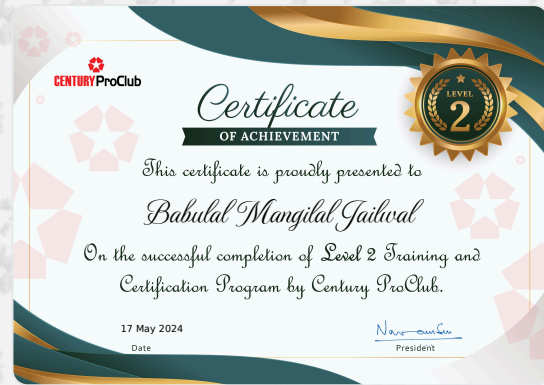 CENTURY ProClub
LEVEL
2
Certificate
OF ACHIEVEMENT
This certificate is proudly presented to
Babulal Mangilal Jailwal
On the successful completion of Level 2 Training and
Certification Program by Century ProClub.
17 May 2024
Date
President